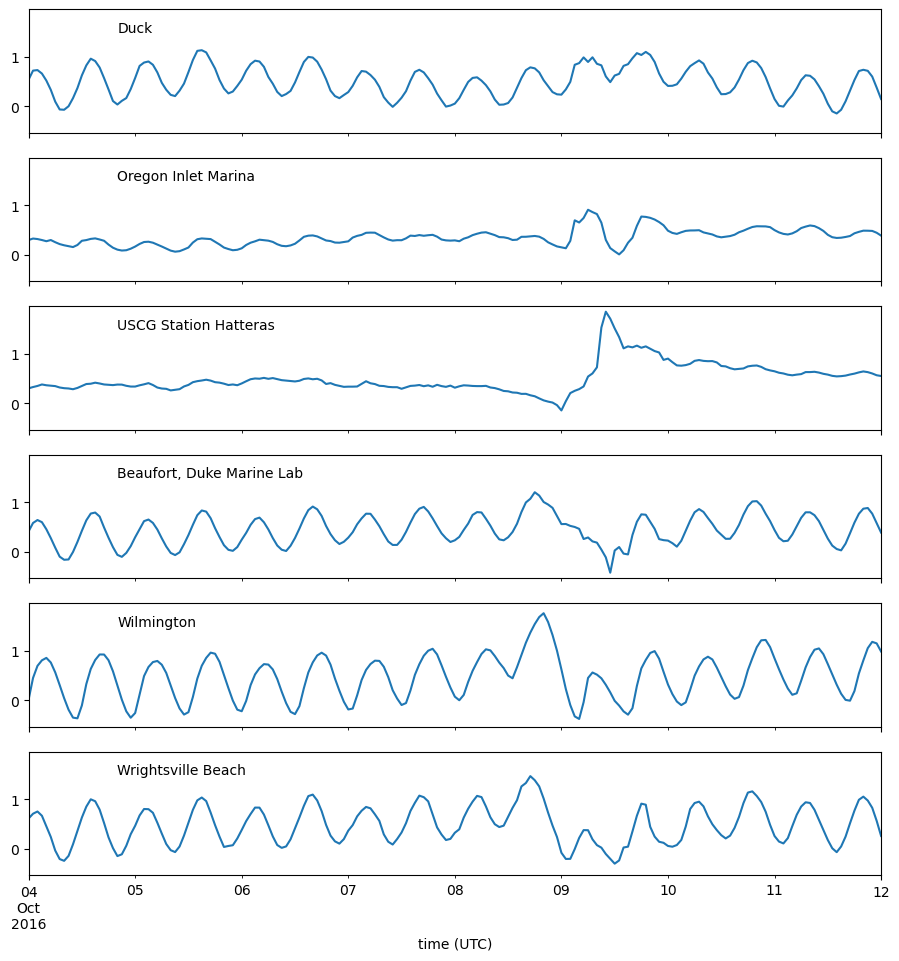 Duck
1
0
Oregon Inlet Marina
1
0
USCG Station Hatteras
1
0
Beaufort, Duke Marine Lab
1
0
Wilmington
1
0
Wrightsville Beach
1
0
04 05 06 07 08 09 10 11 12
Oct
2016
time (UTC)